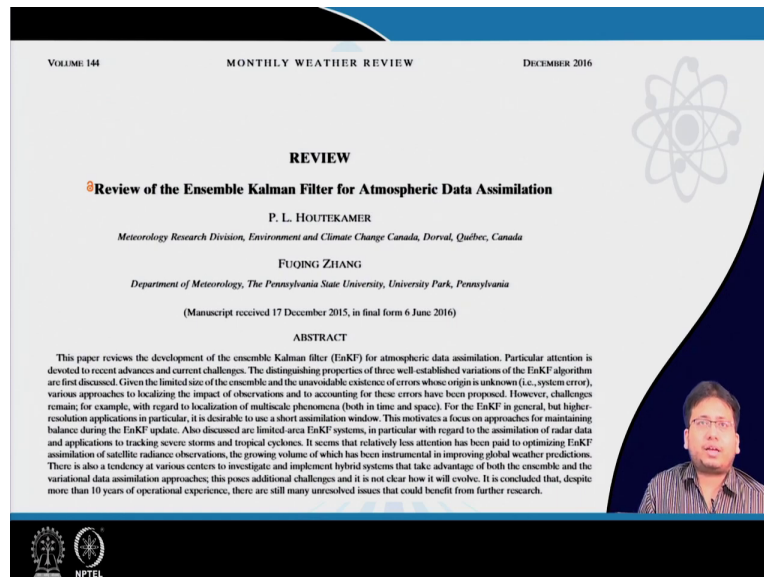 VOLUME 144 MONTHLY WEATHER REVIEW DECEMBER 2016
REVIEW
Review of the Ensemble Kalman Filter for Atmospheric Data Assimilation
P. L. HOUTEKAMER
Meteorology Research Division, Environment and Climate Change Canada, Dorval, Québec, Canada
FUQING ZHANG
Department of Meteorology, The Pennsylvania State University, University Park, Pennsylvania
(Manuscript received 17 December 2015, in final form 6 June 2016)
ABSTRACT
This paper reviews the development of the ensemble Kalman filter (EnKF) for atmospheric data assimilation. Particular attention is
devoted to recent advances and current challenges. The distinguishing properties of three well-established variations of the EnKF algorithm
are first discussed. Given the limited size of the ensemble and the unavoidable existence of errors whose origin is unknown (i.e., system error),
various approaches to localizing the impact of observations and to accounting for these errors have been proposed. However, challenges
remain; for example, with regard to localization of multiscale phenomena (both in time and space). For the EnKF in general, but higher-
resolution applications in particular, it is desirable to use a short assimilation window. This motivates a focus on approaches for maintaining
balance during the EnKF update. Also discussed are limited-area EnKF systems, in particular with regard to the assimilation of radar data
and applications to tracking severe storms and tropical cyclones. It seems that relatively less attention has been paid to optimizing EnKF
assimilation of satellite radiance observations, the growing volume of which has been instrumental in improving global weather predictions.
There is also a tendency at various centers to investigate and implement hybrid systems that take advantage of both the ensemble and the
variational data assimilation approaches; this poses additional challenges and it is not clear how it will evolve. It is concluded that, despite
more than 10 years of operational experience, there are still many unresolved issues that could benefit from further research.
NPTEL